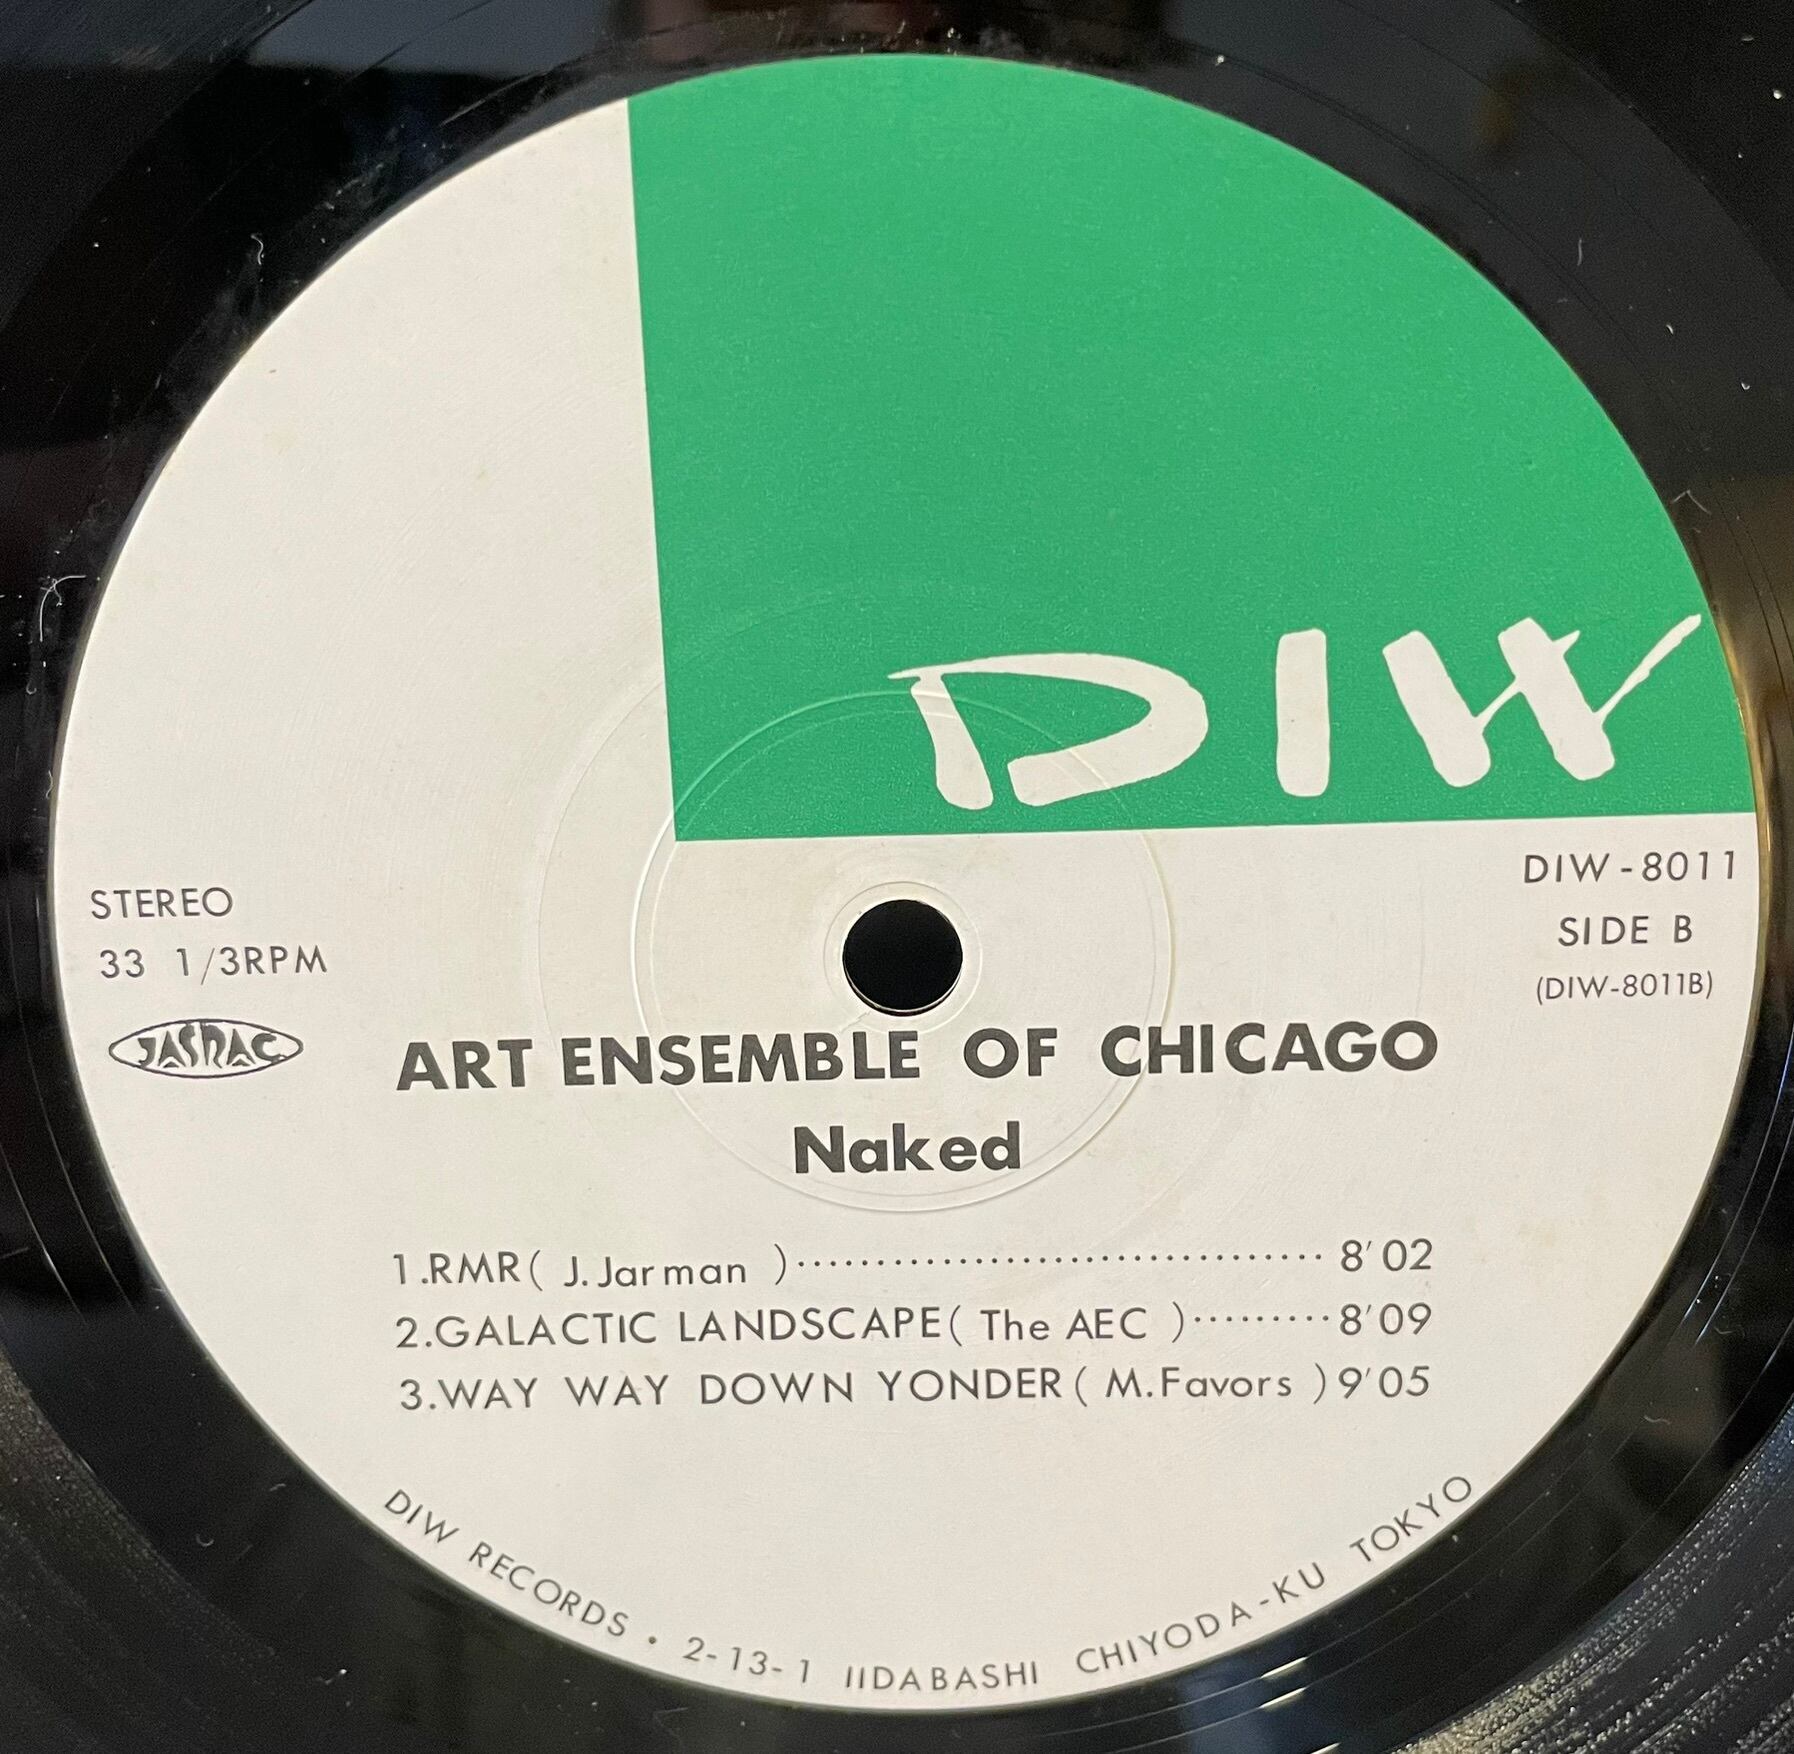 DIW
STEREO
33 1/3RPM
JASRAC
DIW-8011
SIDE B
(DIW-8011B)
ART ENSEMBLE OF CHICAGO
Naked
1.RMR( J.Jarman )································· 8'02
2.GALACTIC LANDSCAPE( The AEC )·········8'09
3.WAY WAY DOWN YONDER( M.Favors )9'05
DIW RECORDS • 2-13-1 IIDABASHI CHIYODA-KU TOKYO